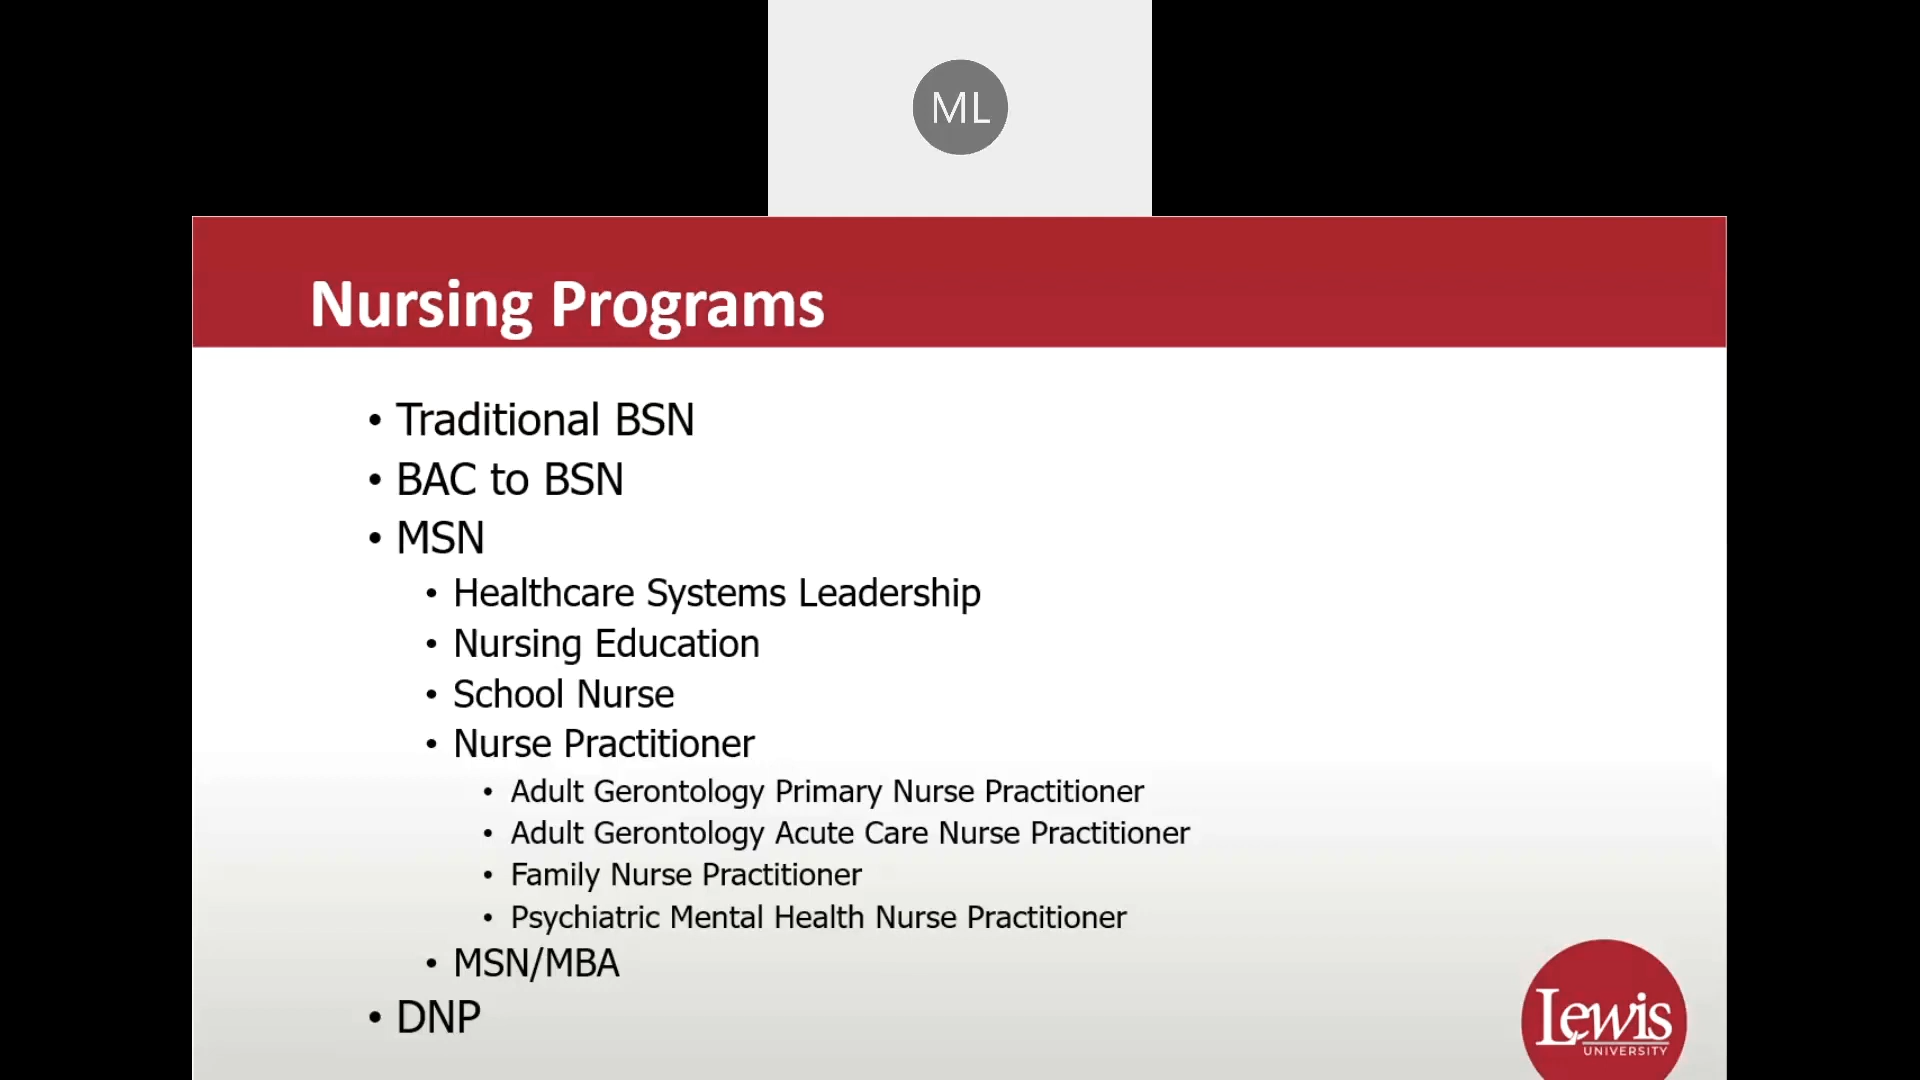 ML
Nursing Programs
• Traditional BSN
• BAC to BSN
• MSN
• Healthcare Systems Leadership
• Nursing Education
• School Nurse
• Nurse Practitioner
• Adult Gerontology Primary Nurse Practitioner
• Adult Gerontology Acute Care Nurse Practitioner
• Family Nurse Practitioner
• Psychiatric Mental Health Nurse Practitioner
• MSN/MBA
• DNP
Lewis
UNIVERSITY